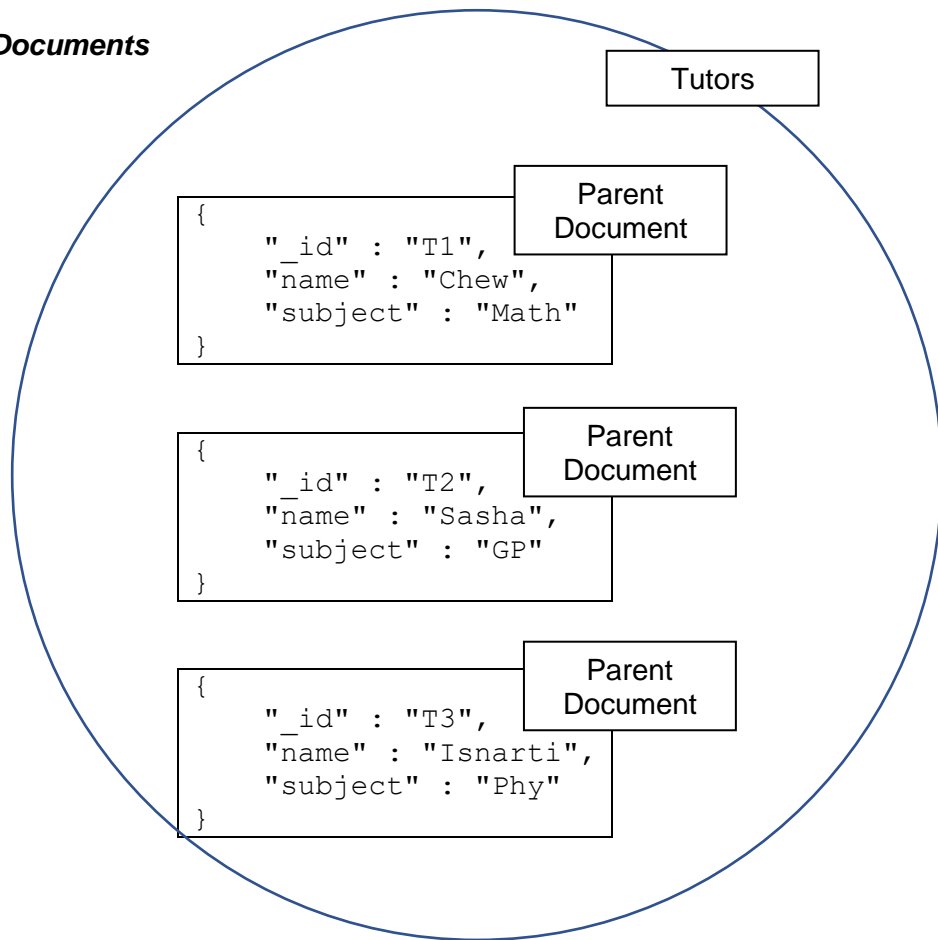 Documents
Tutors
Parent
Document
{
"_id" : "T1",
"name" : "Chew",
"subject" : "Math"
}
Parent
Document
{
"_id" : "T2",
"name" : "Sasha",
"subject" : "GP"
}
Parent
Document
{
"_id" : "T3",
"name" : "Isnarti",
"subject" : "Phy"
}